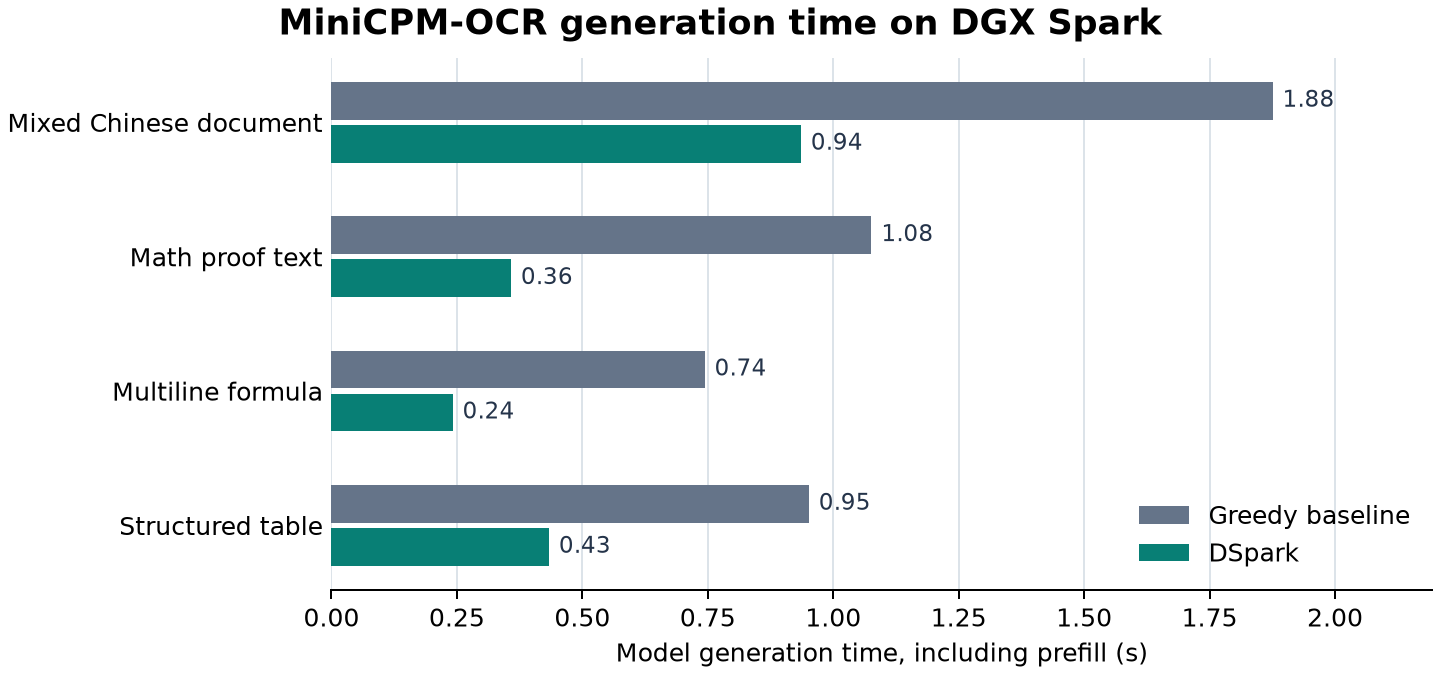 MiniCPM-OCR generation time on DGX Spark
Mixed Chinese document
1.88
0.94
Math proof text
1.08
0.36
Multiline formula
0.74
0.24
Structured table
0.95
0.43
Greedy baseline
DSpark
0.00 0.25 0.50 0.75 1.00 1.25 1.50 1.75 2.00
Model generation time, including prefill (s)